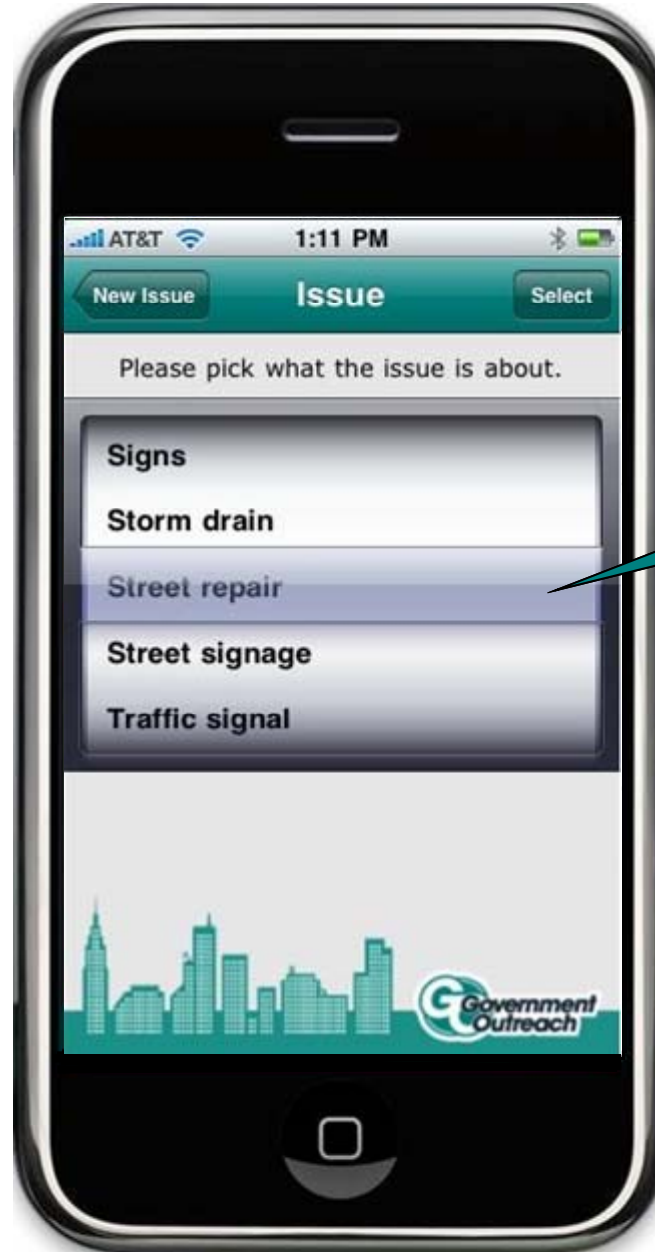 AT&T 1:11 PM
New Issue Issue Select
Please pick what the issue is about.
Signs
Storm drain
Street repair
Street signage
Traffic signal
Government
Outreach